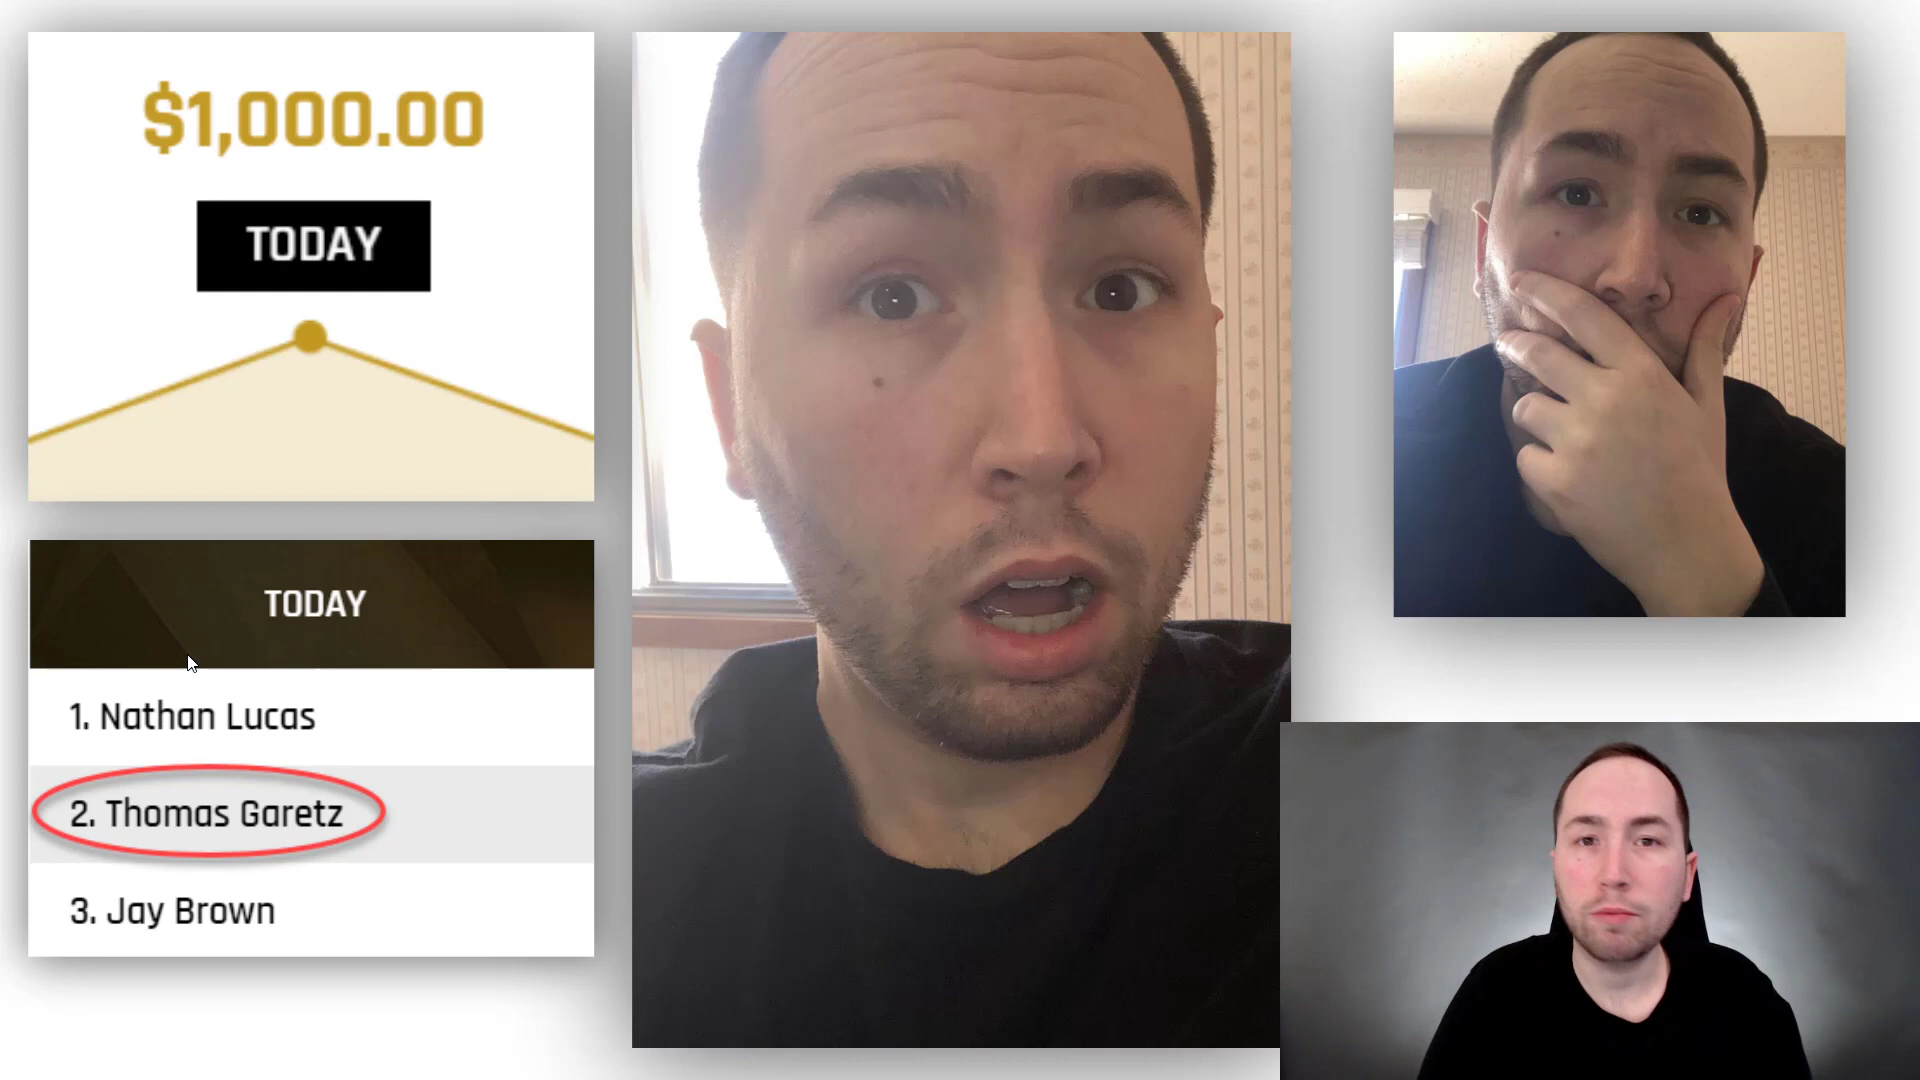 $1,000.00
TODAY
TODAY
1. Nathan Lucas
2. Thomas Garetz
3. Jay Brown